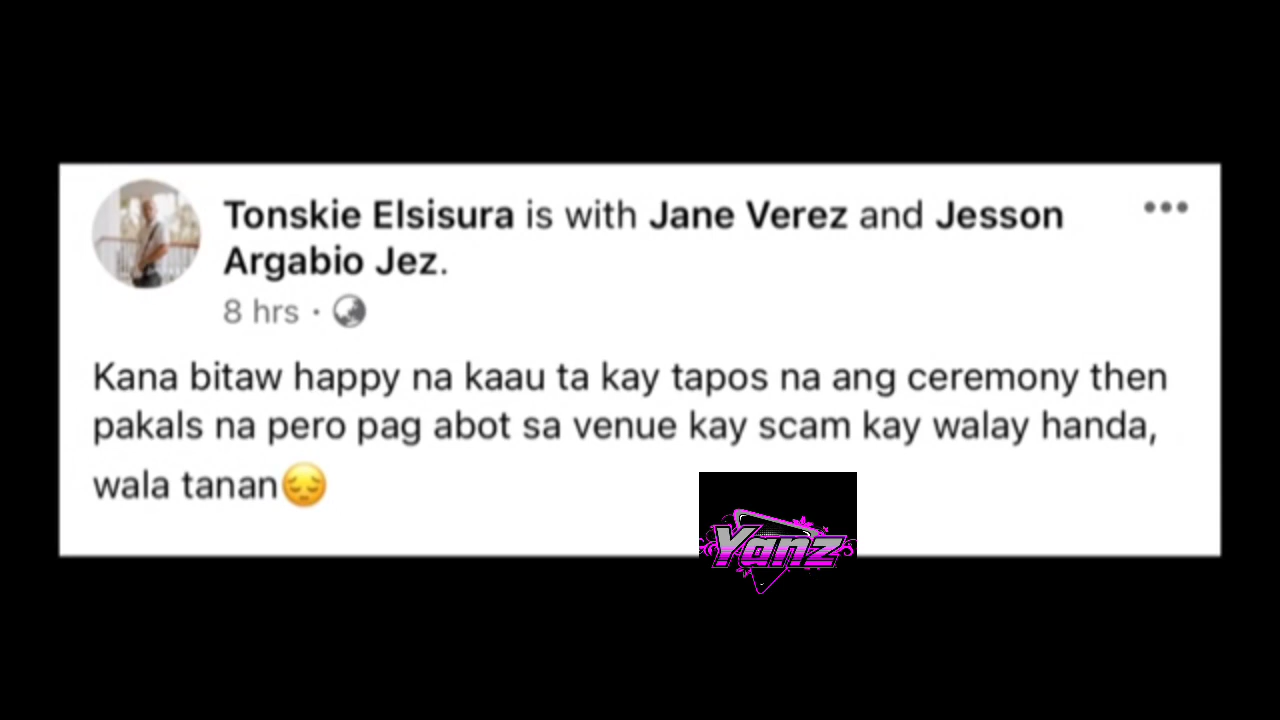 Tonskie Elsisura is with Jane Verez and Jesson
Argabio Jez.
8 hrs ·
Kana bitaw happy na kaau ta kay tapos na ang ceremony then
pakals na pero pag abot sa venue kay scam kay walay handa,
wala tanan😔
Yanz